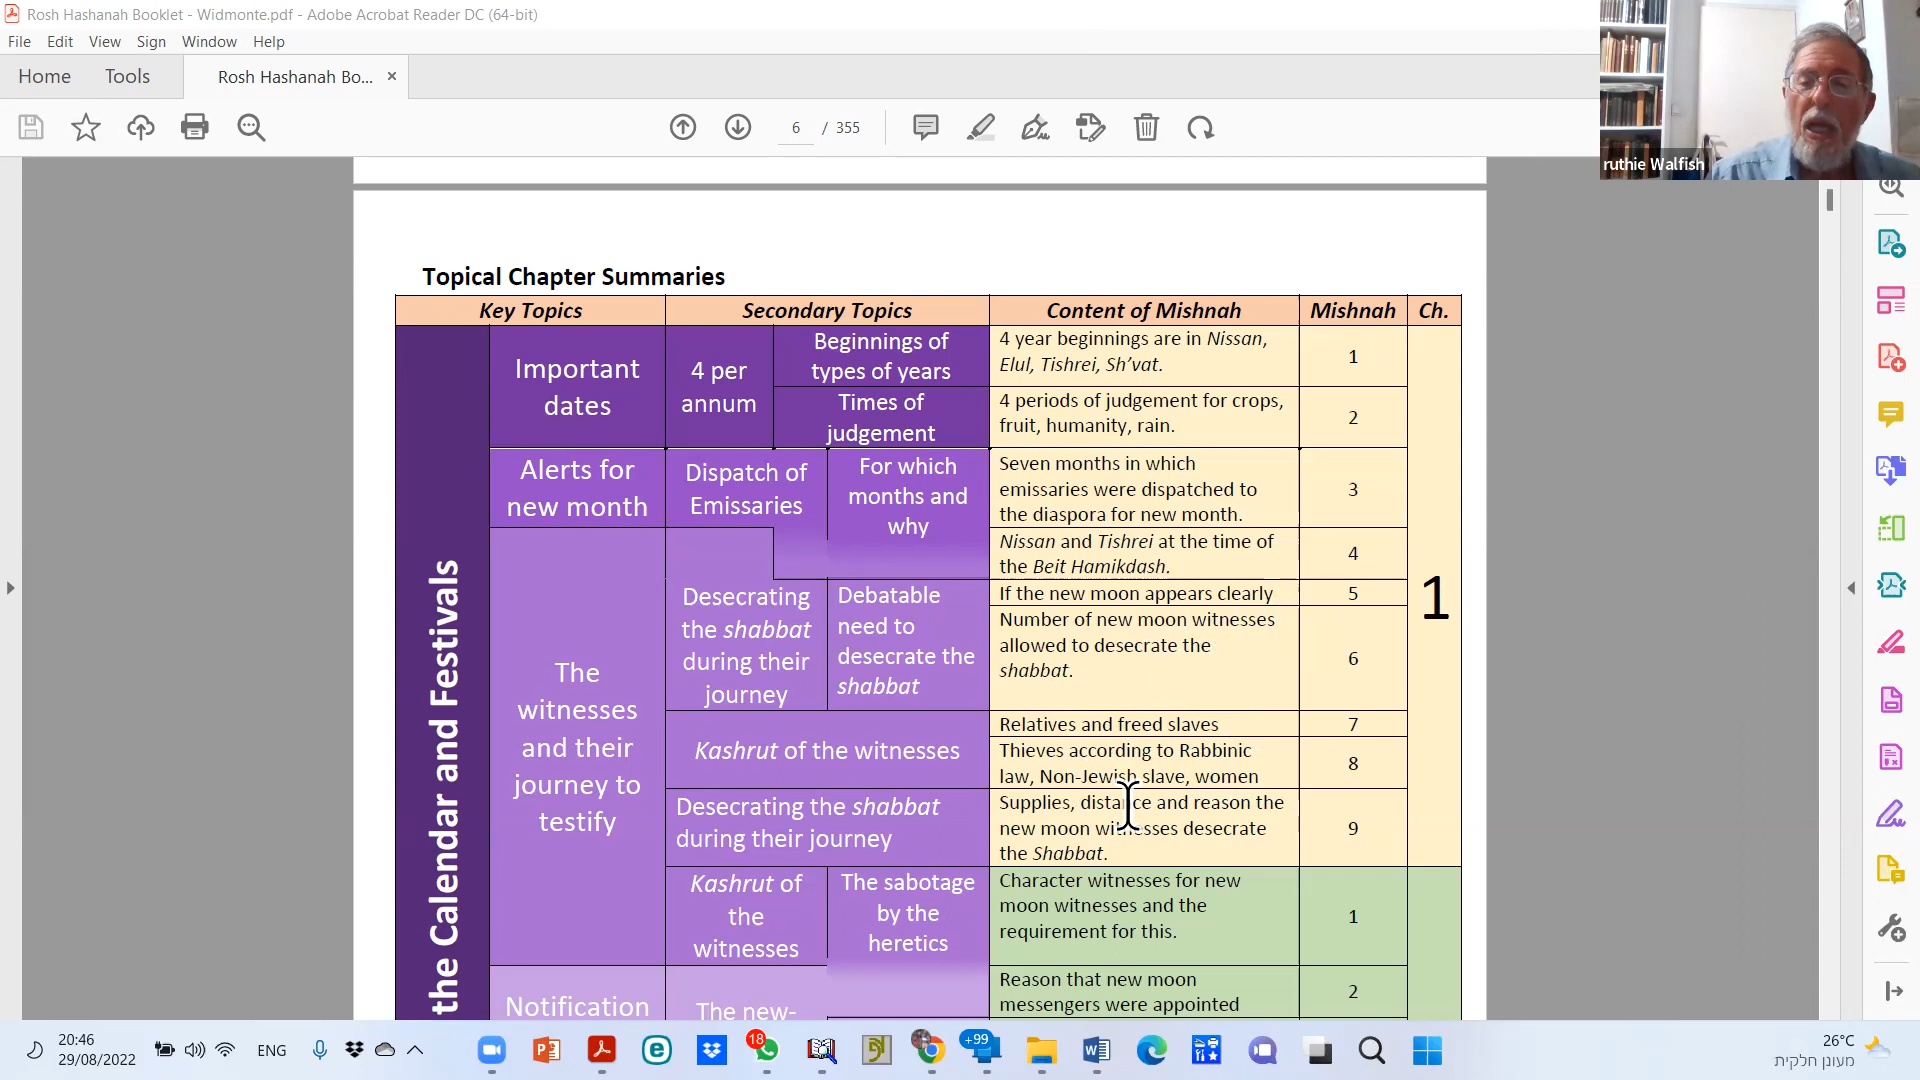 Rosh Hashanah Booklet - Widmonte.pdf - Adobe Acrobat Reader DC (64-bit)
File Edit View Sign Window Help
Home Tools Rosh Hashanah Bo... ×
6 / 355
ruthie Walfish
Topical Chapter Summaries
Key Topics Secondary Topics Content of Mishnah Mishnah Ch.
the Calendar and Festivals
Important
dates
4 per
annum
Beginnings of
types of years
4 year beginnings are in Nissan,
Elul, Tishrei, Sh’vat.
1
Times of
judgement
4 periods of judgement for crops,
fruit, humanity, rain.
2
Alerts for
new month
Dispatch of
Emissaries
For which
months and
why
Seven months in which
emissaries were dispatched to
the diaspora for new month.
3
Nissan and Tishrei at the time of
the Beit Hamikdash.
4
1
The
witnesses
and their
journey to
testify
Desecrating
the shabbat
during their
journey
Debatable
need to
desecrate the
shabbat
If the new moon appears clearly
5
Number of new moon witnesses
allowed to desecrate the
shabbat.
6
Kashrut of the witnesses
Relatives and freed slaves
7
Thieves according to Rabbinic
law, Non-Jewish slave, women
8
Desecrating the shabbat
during their journey
Supplies, distance and reason the
new moon witnesses desecrate
the Shabbat.
9
Kashrut of
the
witnesses
The sabotage
by the
heretics
Character witnesses for new
moon witnesses and the
requirement for this.
1
Notification
The new-
Reason that new moon
messengers were appointed
2
20:46
29/08/2022
ENG
18
+99
26°C
מעונן חלקית